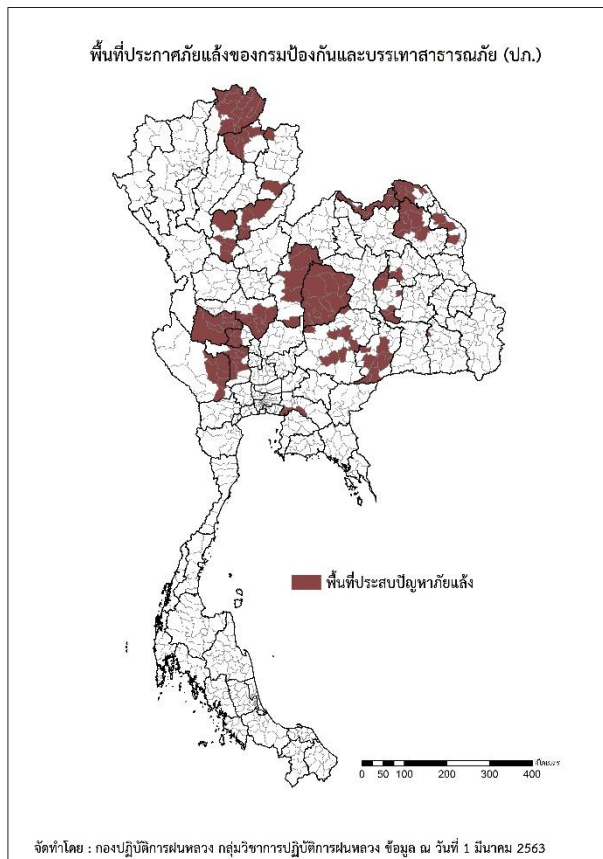 พื้นที่ประกาศภัยแล้งของกรมป้องกันและบรรเทาสาธารณภัย (ปภ.)
พื้นที่ประสบปัญหาภัยแล้ง
0 50 100 200 300 400 กิโลเมตร
จัดทำโดย : กองปฏิบัติการฝนหลวง กลุ่มวิชาการปฏิบัติการฝนหลวง ข้อมูล ณ วันที่ 1 มีนาคม 2563